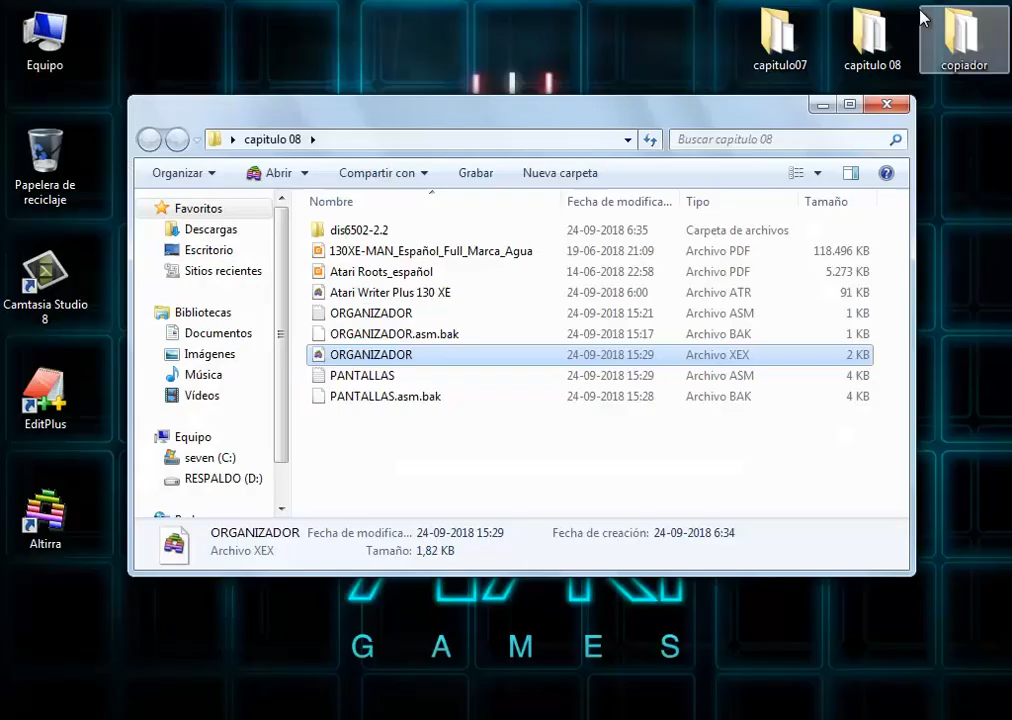 Equipo
Papelera de
reciclaje
Camtasia Studio
8
EditPlus
Altirra
capitulo07
capitulo 08
copiador
capitulo 08
Buscar capitulo 08
Organizar
Abrir
Compartir con
Grabar
Nueva carpeta
Favoritos
Descargas
Escritorio
Sitios recientes
Bibliotecas
Documentos
Imágenes
Música
Vídeos
Equipo
seven (C:)
RESPALDO (D:)
Nombre Fecha de modifica... Tipo Tamaño
dis6502-2.2 24-09-2018 6:35 Carpeta de archivos
130XE-MAN_Español_Full_Marca_Agua 19-06-2018 21:09 Archivo PDF 118.496 KB
Atari Roots_español 14-06-2018 22:58 Archivo PDF 5.273 KB
Atari Writer Plus 130 XE 24-09-2018 6:00 Archivo ATR 91 KB
ORGANIZADOR 24-09-2018 15:21 Archivo ASM 1 KB
ORGANIZADOR.asm.bak 24-09-2018 15:17 Archivo BAK 1 KB
ORGANIZADOR 24-09-2018 15:29 Archivo XEX 2 KB
PANTALLAS 24-09-2018 15:29 Archivo ASM 4 KB
PANTALLAS.asm.bak 24-09-2018 15:28 Archivo BAK 4 KB
ORGANIZADOR Fecha de modifica... 24-09-2018 15:29 Fecha de creación: 24-09-2018 6:34
Archivo XEX Tamaño: 1,82 KB
G A M E S